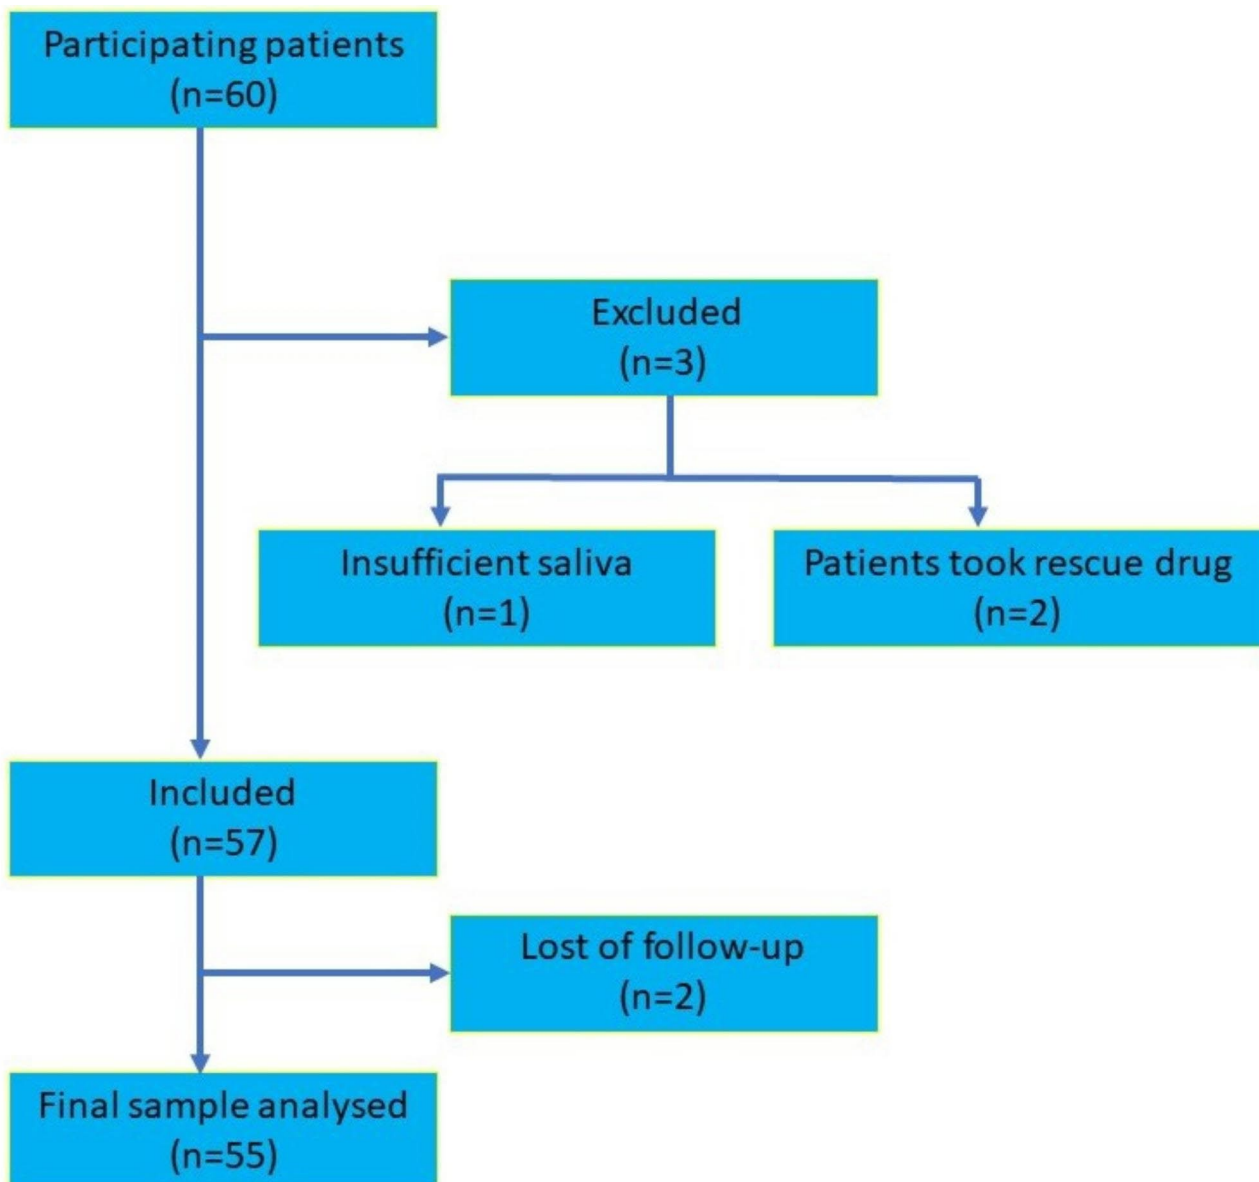 Participating patients
(n=60)
Excluded
(n=3)
Insufficient saliva
(n=1)
Patients took rescue drug
(n=2)
Included
(n=57)
Lost of follow-up
(n=2)
Final sample analysed
(n=55)